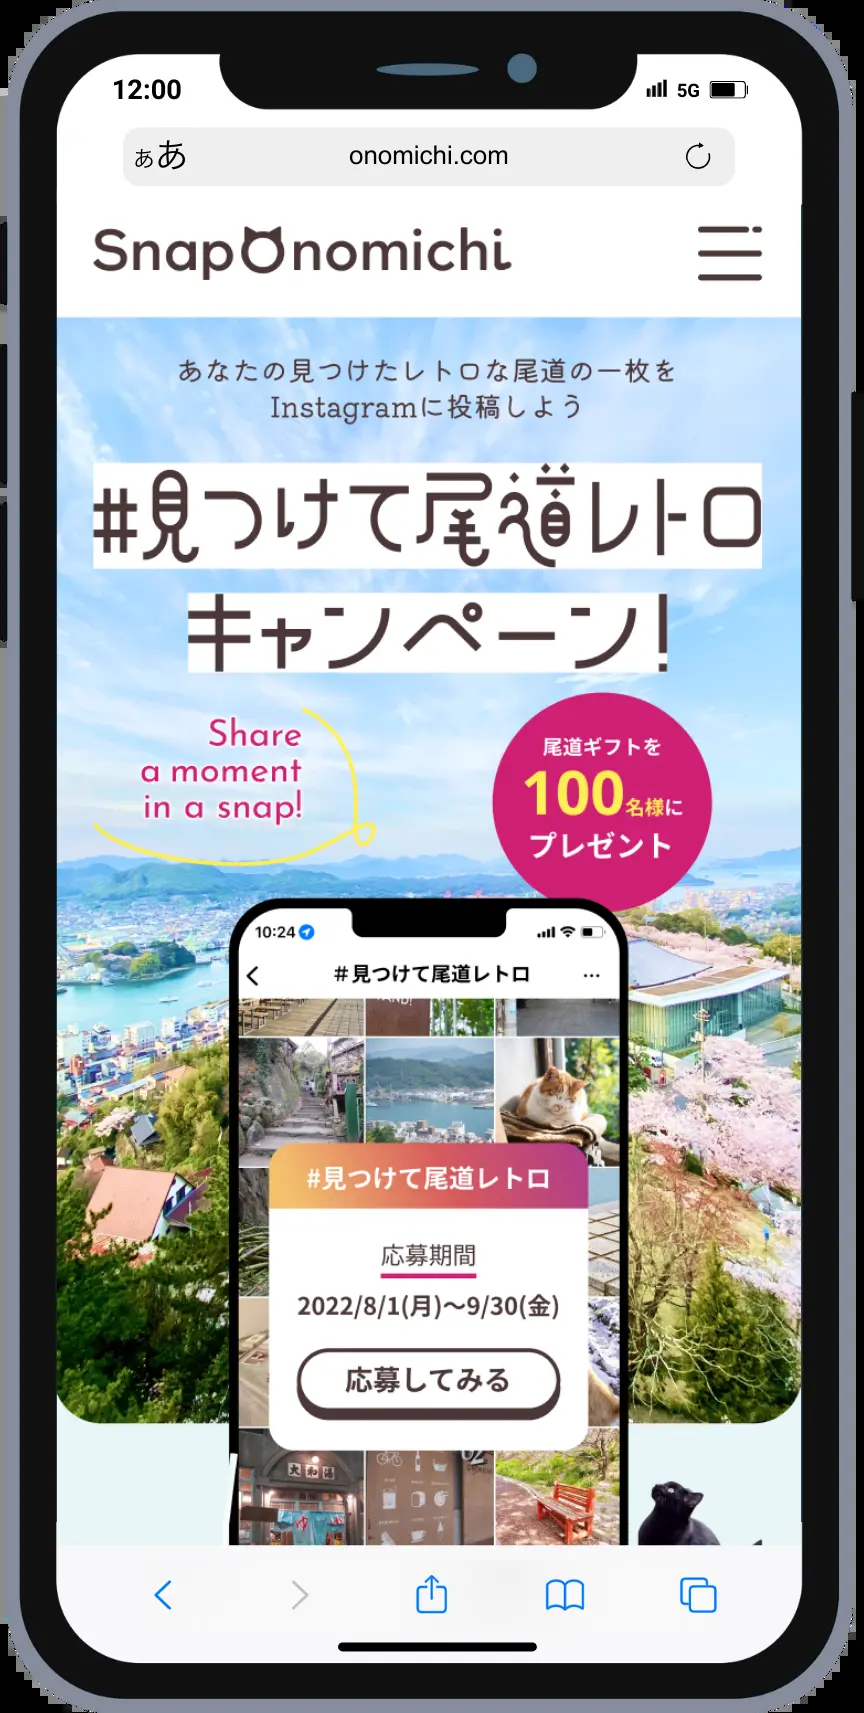 12:00
5G
ぁあ
onomichi.com
SnapOnomichi
あなたの見つけたレトロな尾道の一枚を
Instagramに投稿しよう
#見つけて尾道レトロ
キャンペーン!
Share
a moment
in a snap!
尾道ギフトを
100名様に
プレゼント
10:24
#見つけて尾道レトロ
#見つけて尾道レトロ
応募期間
2022/8/1(月)〜9/30(金)
応募してみる
大和湯
ゆ